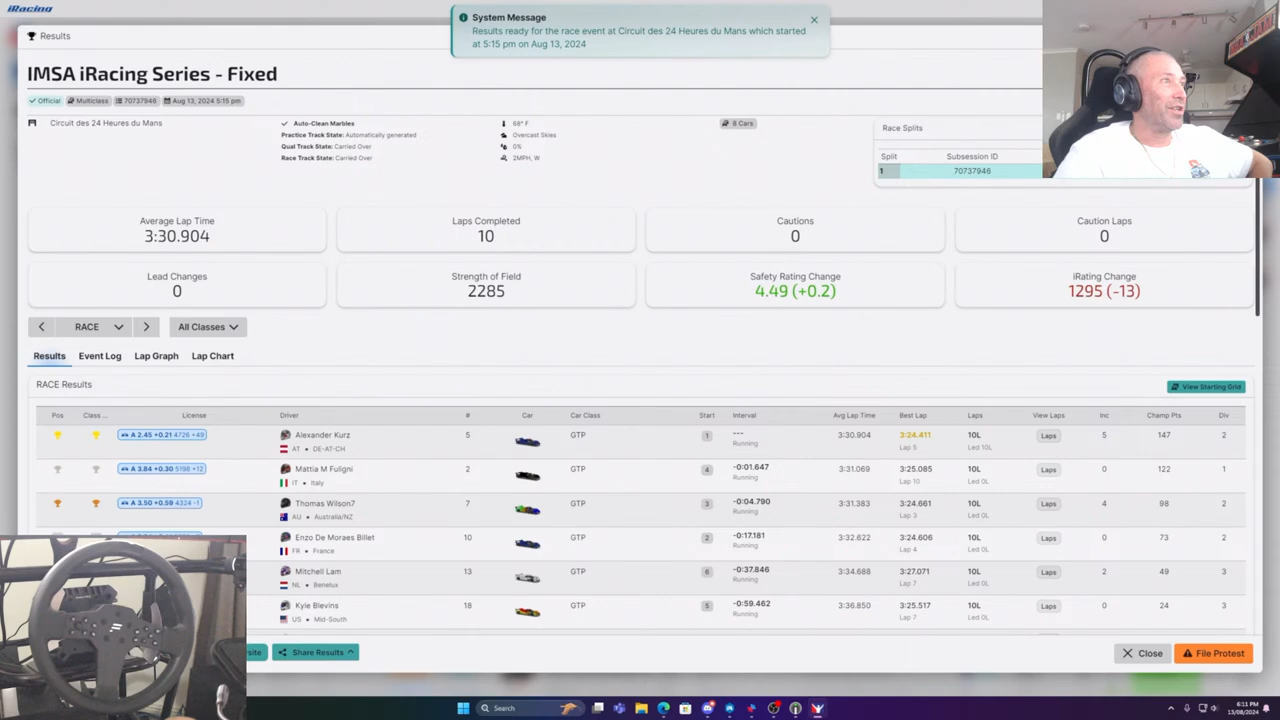 iRacing
System Message
Results ready for the race event at Circuit des 24 Heures du Mans which started
at 5:15 pm on Aug 13, 2024
Results
IMSA iRacing Series - Fixed
Official Multiclass 70737946 Aug 13, 2024 5:15 pm
Circuit des 24 Heures du Mans
Auto-Clean Marbles
Practice Track State: Automatically generated
Qual Track State: Carried Over
Race Track State: Carried Over
68° F
Overcast Skies
0%
2MPH, W
8 Cars
Race Splits
Split Subsession ID
1 70737946
Average Lap Time
3:30.904
Laps Completed
10
Cautions
0
Caution Laps
0
Lead Changes
0
Strength of Field
2285
Safety Rating Change
4.49 (+0.2)
iRating Change
1295 (-13)
RACE All Classes
Results Event Log Lap Graph Lap Chart
RACE Results View Starting Grid
Pos Class ... License Driver # Car Car Class Start Interval Avg Lap Time Best Lap Laps View Laps Inc Champ Pts Div
A 2.45 +0.21 4726 +49 Alexander Kurz 5 GTP 1 --- 3:30.904 3:24.411 10L Laps 5 147 2
AT • DE-AT-CH Running Lap 5 Led 10L
A 3.84 +0.30 5198 +12 Mattia M Fuligni 2 GTP 4 -0:01.647 3:31.069 3:25.085 10L Laps 0 122 1
IT • Italy Running Lap 10 Led 0L
A 3.50 +0.59 4324 -1 Thomas Wilson7 7 GTP 3 -0:04.790 3:31.383 3:24.661 10L Laps 4 98 2
AU • Australia/NZ Running Lap 3 Led 0L
Enzo De Moraes Billet 10 GTP 2 -0:17.181 3:32.622 3:24.606 10L Laps 0 73 2
FR • France Running Lap 4 Led 0L
Mitchell Lam 13 GTP 6 -0:37.846 3:34.688 3:27.071 10L Laps 2 49 3
NL • Benelux Running Lap 7 Led 0L
Kyle Blevins 18 GTP 5 -0:59.462 3:36.850 3:25.517 10L Laps 0 24 3
US • Mid-South Running Lap 7 Led 0L
site Share Results Close File Protest
Search
6:11 PM
13/08/2024